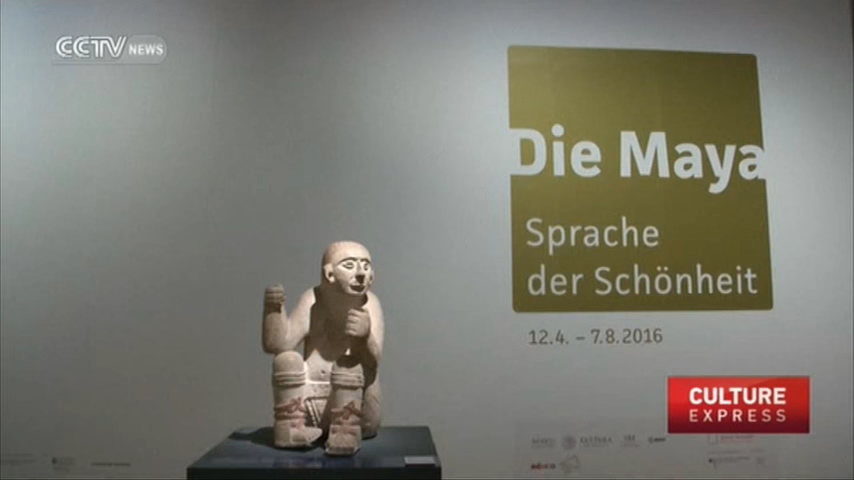 CCTV NEWS
Die Maya
Sprache
der Schönheit
12.4. – 7.8.2016
CULTURE
EXPRESS